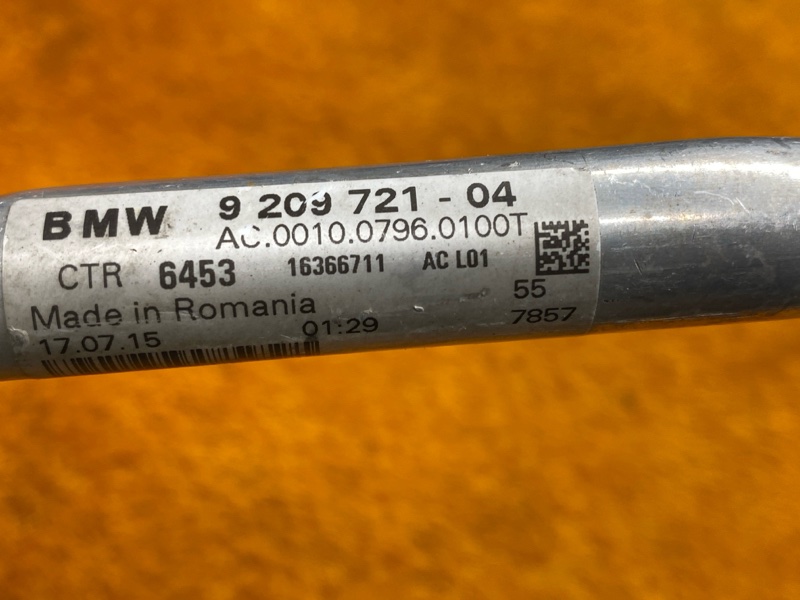 BMW 9 209 721 - 04
AC.0010.0796.0100T
CTR 6453 16366711 AC L01
Made in Romania 55
17.07.15 01:29 7857